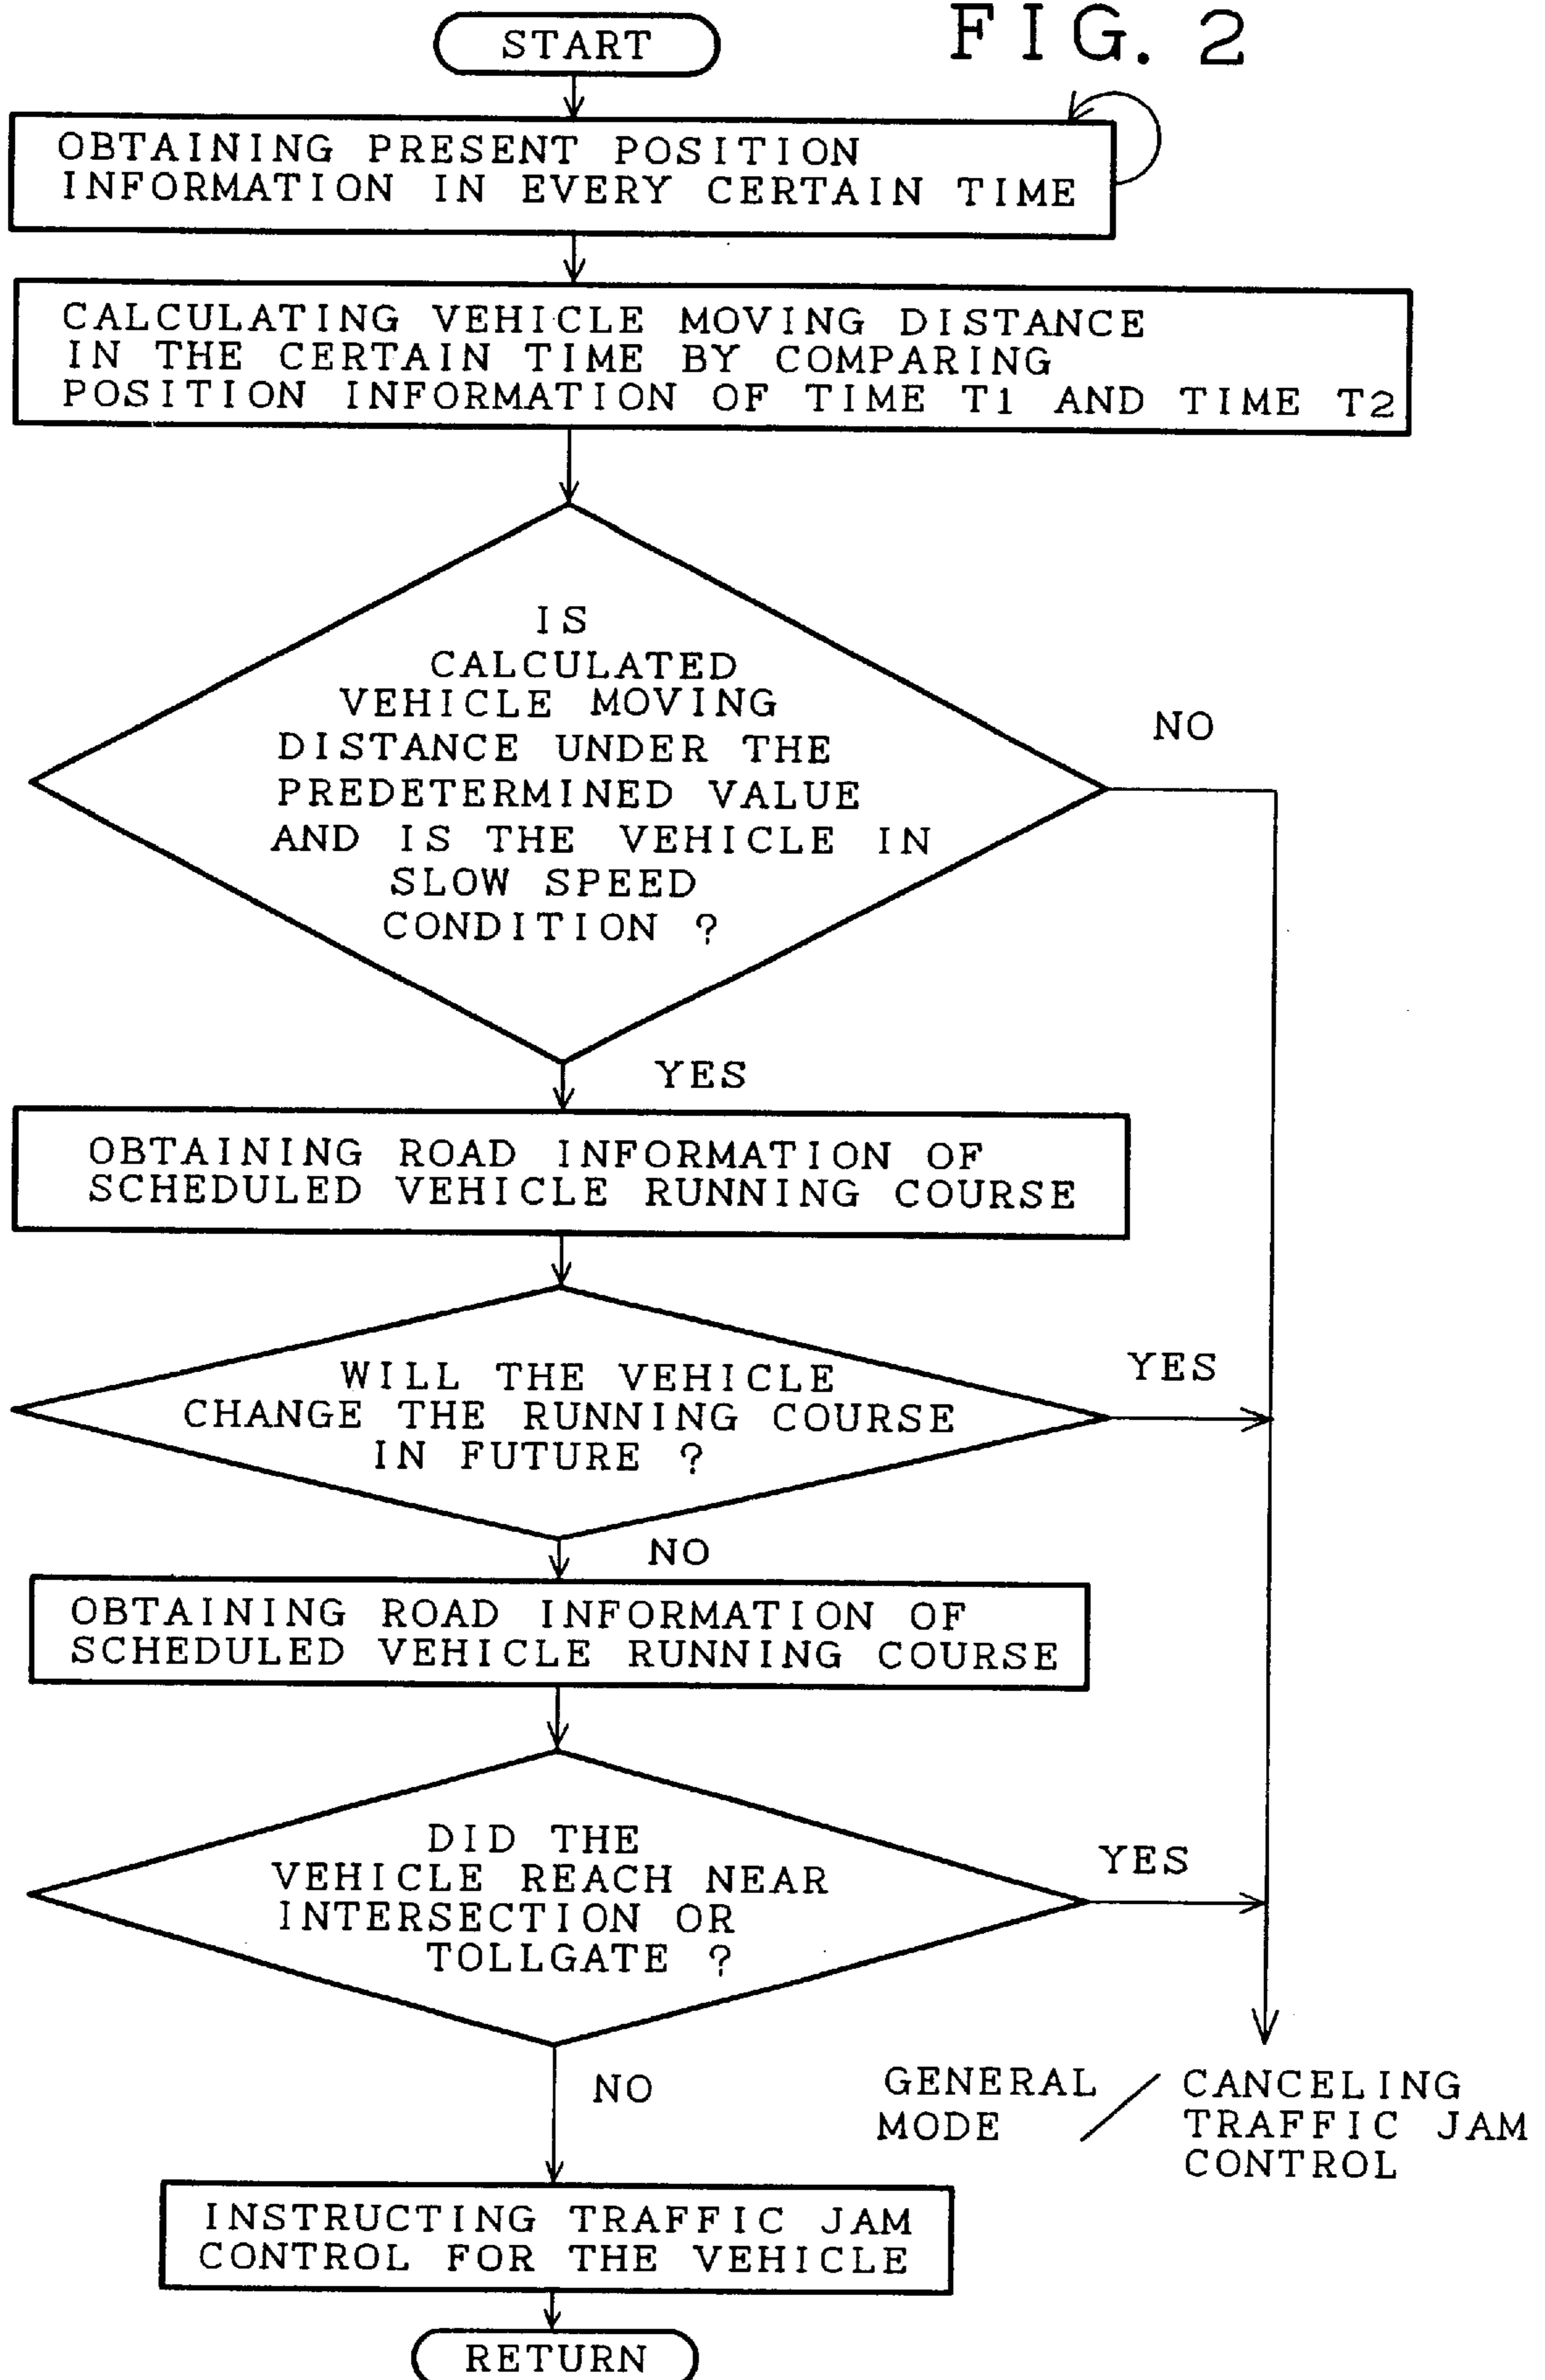 FIG. 2
START
OBTAINING PRESENT POSITION
INFORMATION IN EVERY CERTAIN TIME
CALCULATING VEHICLE MOVING DISTANCE
IN THE CERTAIN TIME BY COMPARING
POSITION INFORMATION OF TIME T1 AND TIME T2
IS
CALCULATED
VEHICLE MOVING
DISTANCE UNDER THE
PREDETERMINED VALUE
AND IS THE VEHICLE IN
SLOW SPEED
CONDITION ?
NO
YES
OBTAINING ROAD INFORMATION OF
SCHEDULED VEHICLE RUNNING COURSE
WILL THE VEHICLE
CHANGE THE RUNNING COURSE
IN FUTURE ?
YES
NO
OBTAINING ROAD INFORMATION OF
SCHEDULED VEHICLE RUNNING COURSE
DID THE
VEHICLE REACH NEAR
INTERSECTION OR
TOLLGATE ?
YES
NO
GENERAL
MODE
/
CANCELING
TRAFFIC JAM
CONTROL
INSTRUCTING TRAFFIC JAM
CONTROL FOR THE VEHICLE
RETURN